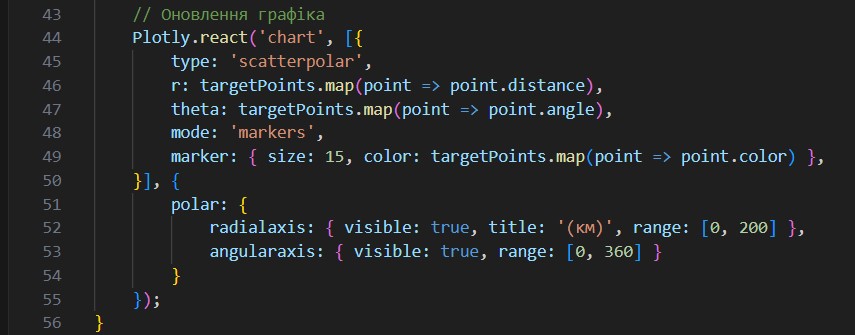 43 // Оновлення графіка
44 Plotly.react('chart', [{
45 type: 'scatterpolar',
46 r: targetPoints.map(point => point.distance),
47 theta: targetPoints.map(point => point.angle),
48 mode: 'markers',
49 marker: { size: 15, color: targetPoints.map(point => point.color) },
50 }], {
51 polar: {
52 radialaxis: { visible: true, title: '(км)', range: [0, 200] },
53 angularaxis: { visible: true, range: [0, 360] }
54 }
55 });
56 }